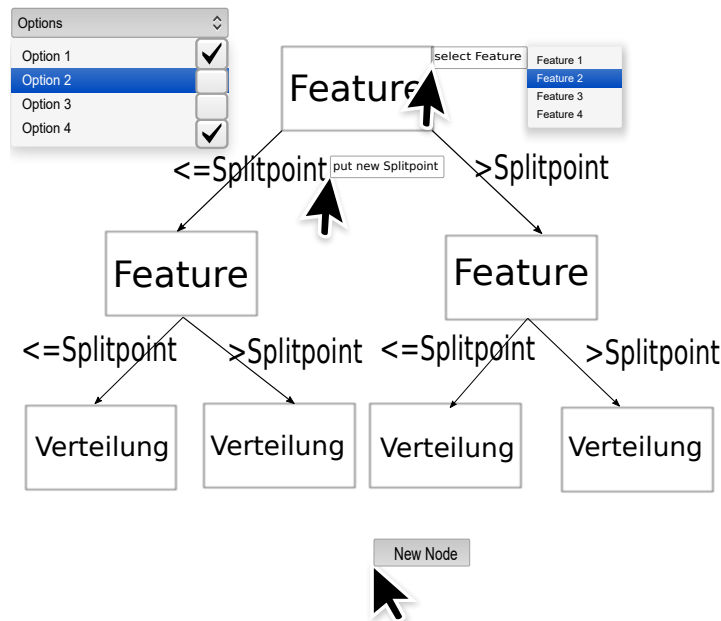 Options
Option 1
Option 2
Option 3
Option 4
Feature
select Feature
Feature 1
Feature 2
Feature 3
Feature 4
<=Splitpoint
put new Splitpoint
>Splitpoint
Feature
Feature
<=Splitpoint
>Splitpoint
<=Splitpoint
>Splitpoint
Verteilung
Verteilung
Verteilung
Verteilung
New Node